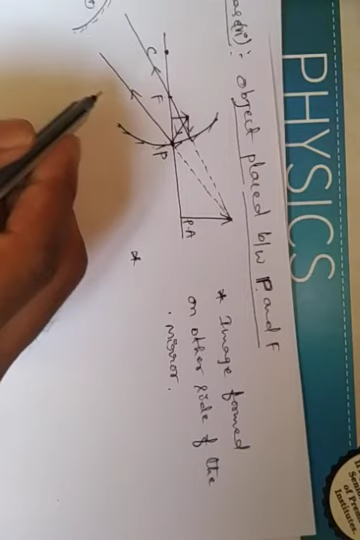 PHYSICS
: object placed b/w P and F
C
F
P
P.A
* Image formed
on other side of the
mirror.
*